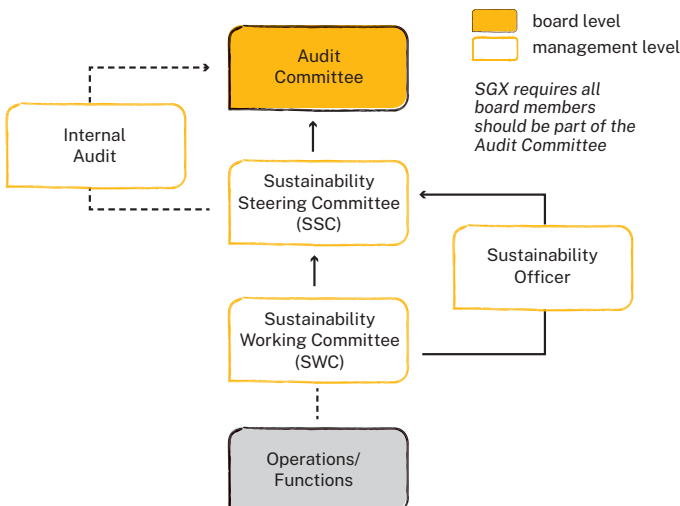 Audit
Committee
board level
management level
SGX requires all
board members
should be part of the
Audit Committee
Internal
Audit
Sustainability
Steering Committee
(SSC)
Sustainability
Officer
Sustainability
Working Committee
(SWC)
Operations/
Functions